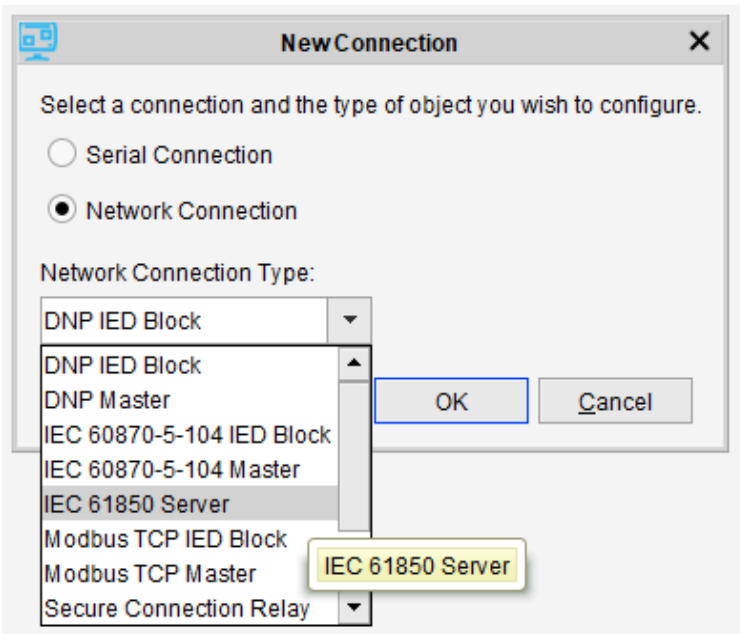 New Connection
Select a connection and the type of object you wish to configure.
Serial Connection
Network Connection
Network Connection Type:
DNP IED Block
DNP IED Block
DNP Master
OK
Cancel
IEC 60870-5-104 IED Block
IEC 60870-5-104 Master
IEC 61850 Server
Modbus TCP IED Block
IEC 61850 Server
Modbus TCP Master
Secure Connection Relay